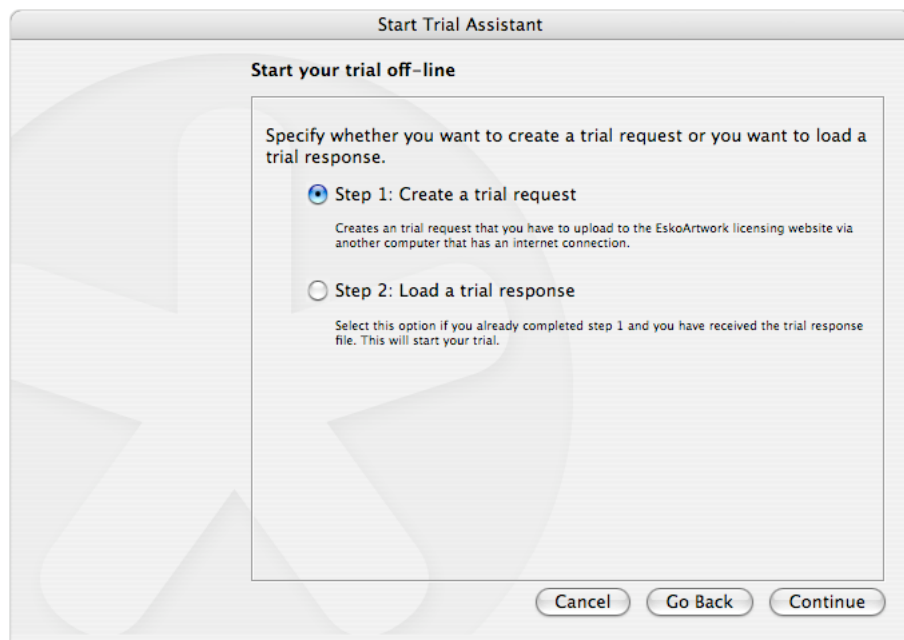 Start Trial Assistant
Start your trial off-line
Specify whether you want to create a trial request or you want to load a
trial response.
Step 1: Create a trial request
Creates an trial request that you have to upload to the EskoArtwork licensing website via
another computer that has an internet connection.
Step 2: Load a trial response
Select this option if you already completed step 1 and you have received the trial response
file. This will start your trial.
Cancel
Go Back
Continue